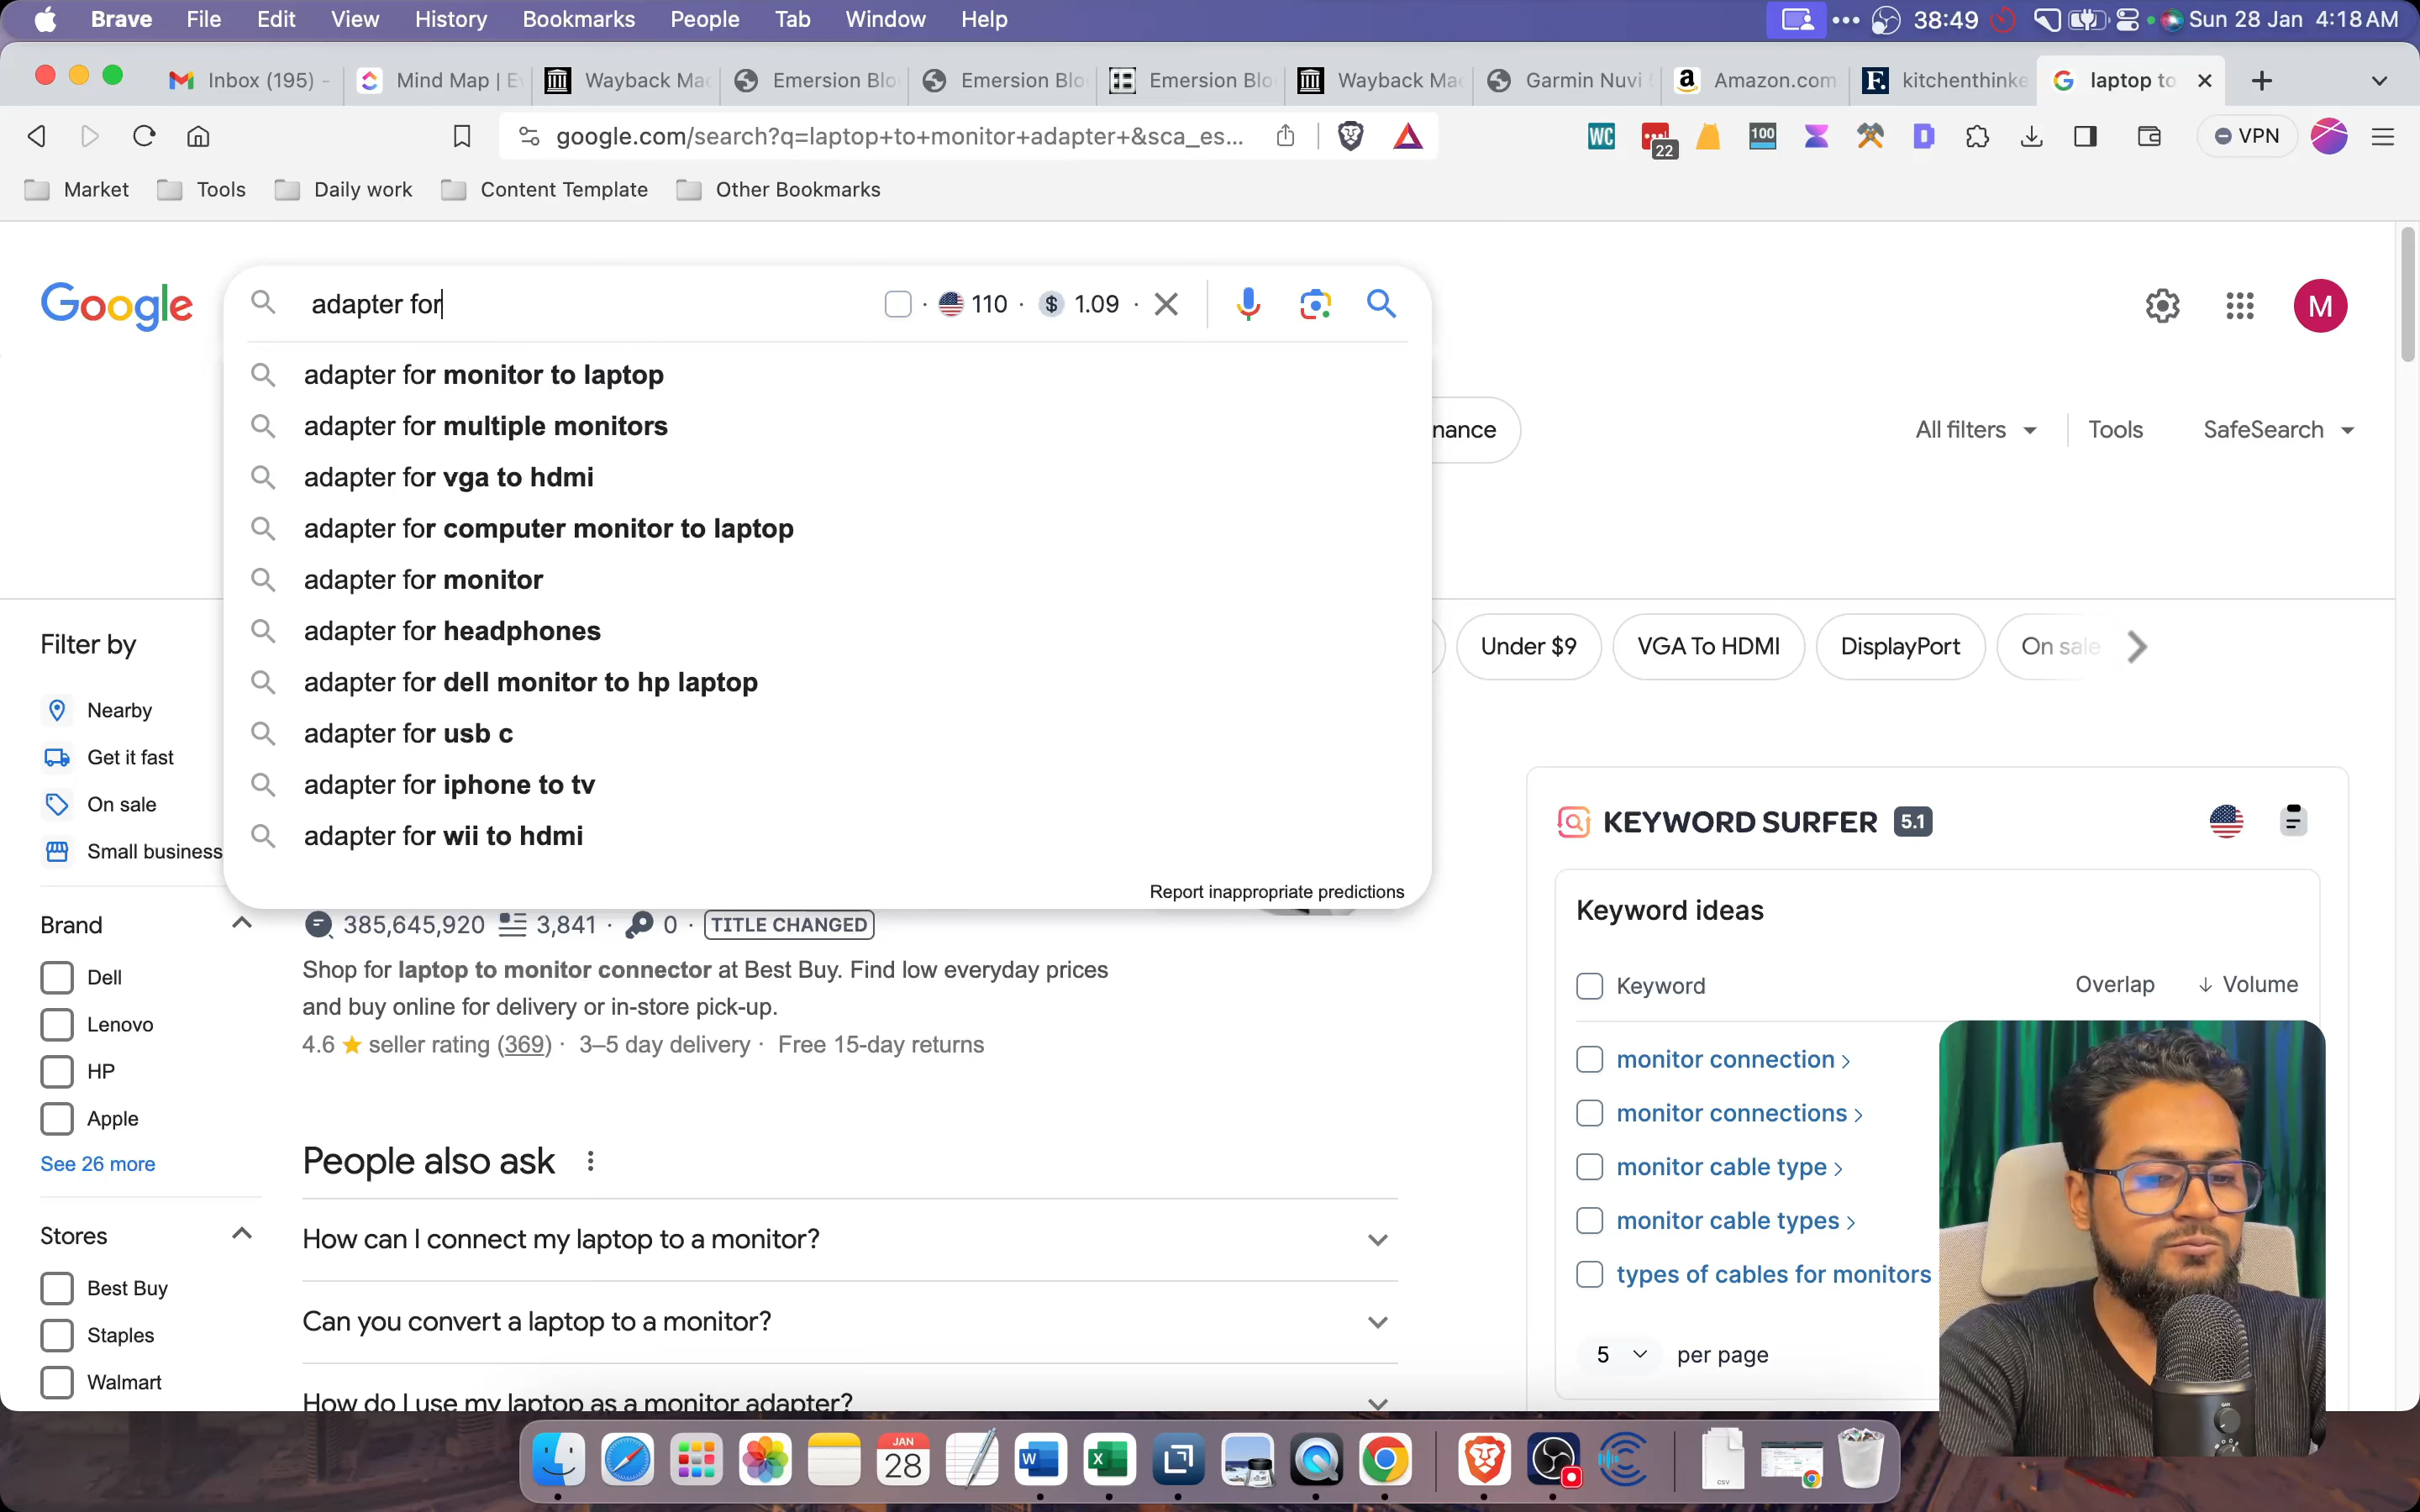 Brave File Edit View History Bookmarks People Tab Window Help 38:49 Sun 28 Jan 4:18 AM
Inbox (195) - Mind Map | Wayback Emersion Blo Emersion Blo Emersion Blo Wayback Garmin Nuvi Amazon.com kitchenthinke laptop to
google.com/search?q=laptop+to+monitor+adapter+&sca_es... WC 22 100 VPN
Market Tools Daily work Content Template Other Bookmarks
Google adapter for 110 · $ 1.09 M
adapter for monitor to laptop
adapter for multiple monitors
adapter for vga to hdmi
adapter for computer monitor to laptop
adapter for monitor
adapter for headphones
adapter for dell monitor to hp laptop
adapter for usb c
adapter for iphone to tv
adapter for wii to hdmi
Report inappropriate predictions
nance All filters Tools SafeSearch
Under $9 VGA To HDMI DisplayPort On sale
Filter by
Nearby
Get it fast
On sale
Small business
Brand
Dell
Lenovo
HP
Apple
See 26 more
Stores
Best Buy
Staples
Walmart
385,645,920 3,841 · 0 · TITLE CHANGED
Shop for laptop to monitor connector at Best Buy. Find low everyday prices
and buy online for delivery or in-store pick-up.
4.6 seller rating (369) · 3–5 day delivery · Free 15-day returns
People also ask
How can I connect my laptop to a monitor?
Can you convert a laptop to a monitor?
How do I use my laptop as a monitor adapter?
KEYWORD SURFER 5.1
Keyword ideas
Keyword Overlap Volume
monitor connection
monitor connections
monitor cable type
monitor cable types
types of cables for monitors
5 per page
JAN
28
W
X
CSV